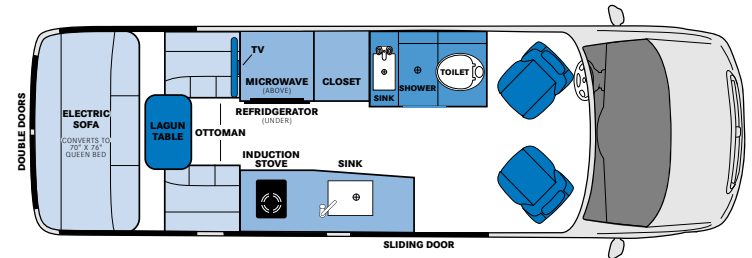 DOUBLE DOORS
ELECTRIC
SOFA
CONVERTS TO
70" X 76"
QUEEN BED
LAGUN
TABLE
OTTOMAN
TV
MICROWAVE
(ABOVE)
REFRIDGERATOR
(UNDER)
CLOSET
SINK
SHOWER
TOILET
INDUCTION
STOVE
SINK
SLIDING DOOR